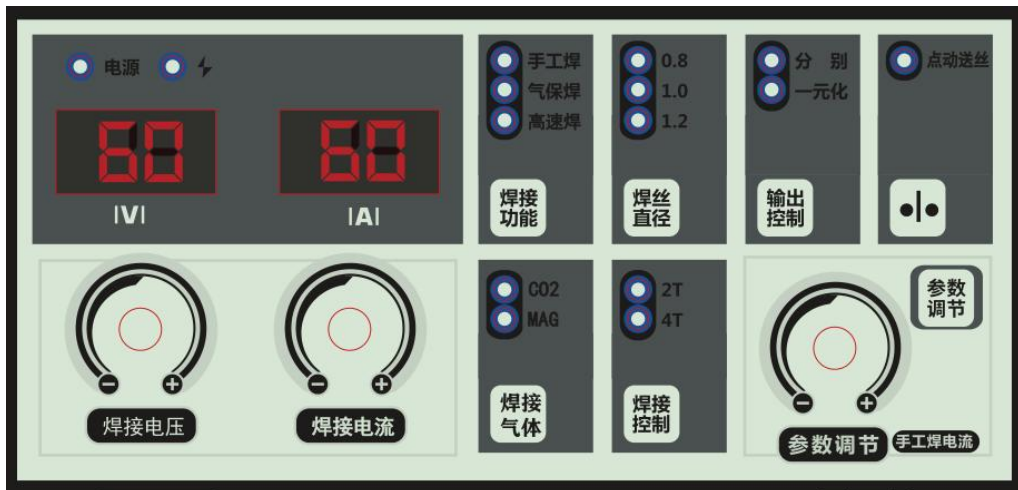 电源
60
60
|V|
|A|
手工焊
气保焊
高速焊
焊接
功能
0.8
1.0
1.2
焊丝
直径
分 别
一元化
输出
控制
点动送丝
焊接电压
焊接电流
CO2
MAG
焊接
气体
2T
4T
焊接
控制
参数
调节
参数调节
手工焊电流